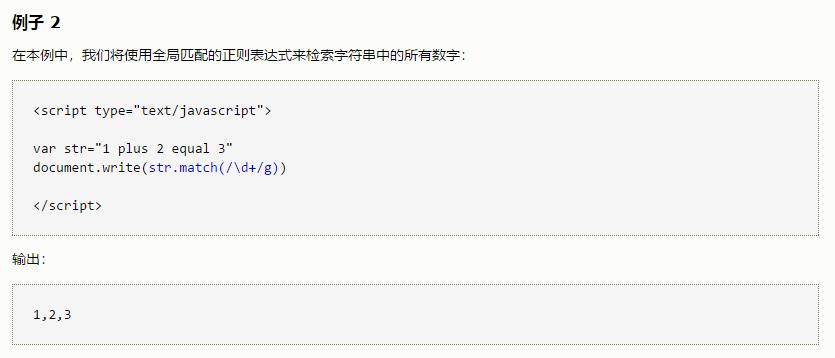 例子 2
在本例中，我们将使用全局匹配的正则表达式来检索字符串中的所有数字：
<script type="text/javascript">
var str="1 plus 2 equal 3"
document.write(str.match(/\d+/g))
</script>
输出：
1,2,3